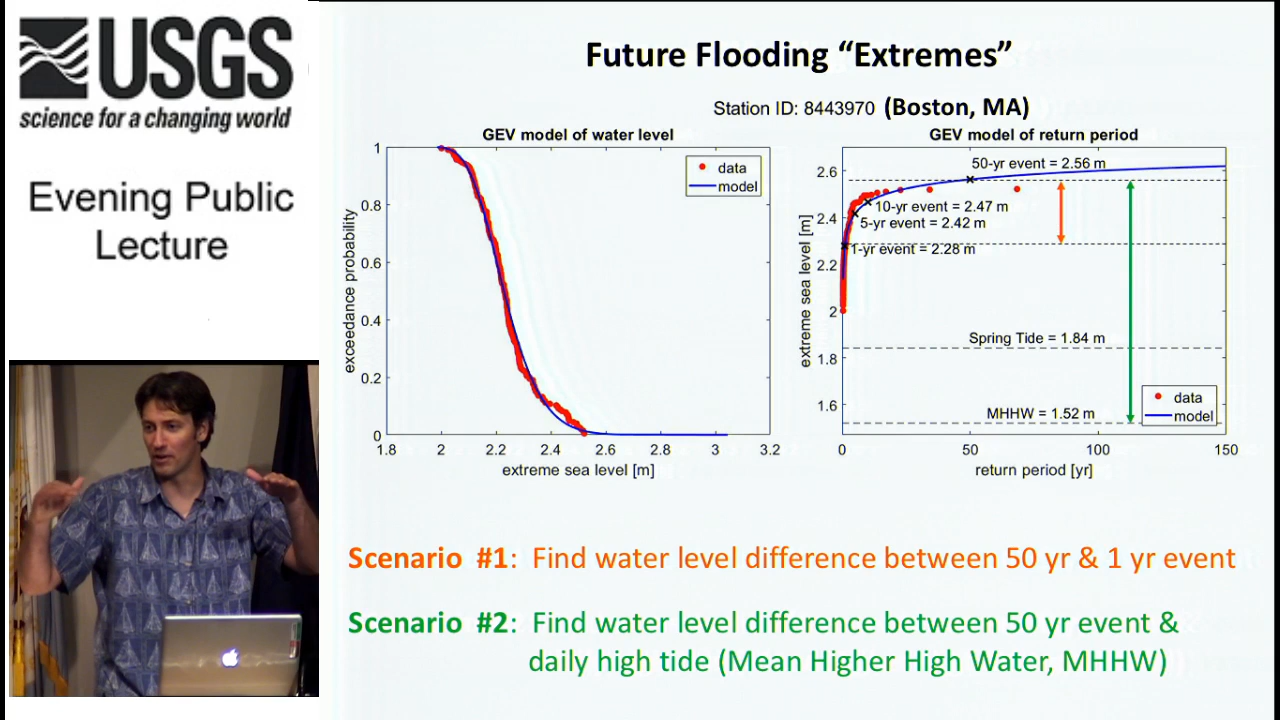 USGS
science for a changing world
Evening Public
Lecture
Future Flooding “Extremes”
Station ID: 8443970 (Boston, MA)
GEV model of water level
1
0.8
0.6
0.4
0.2
0
exceedance probability
data
model
1.8 2 2.2 2.4 2.6 2.8 3 3.2
extreme sea level [m]
GEV model of return period
2.6
2.4
2.2
2
1.8
1.6
extreme sea level [m]
50-yr event = 2.56 m
10-yr event = 2.47 m
5-yr event = 2.42 m
1-yr event = 2.28 m
Spring Tide = 1.84 m
MHHW = 1.52 m
data
model
0 50 100 150
return period [yr]
Scenario #1: Find water level difference between 50 yr & 1 yr event
Scenario #2: Find water level difference between 50 yr event &
daily high tide (Mean Higher High Water, MHHW)